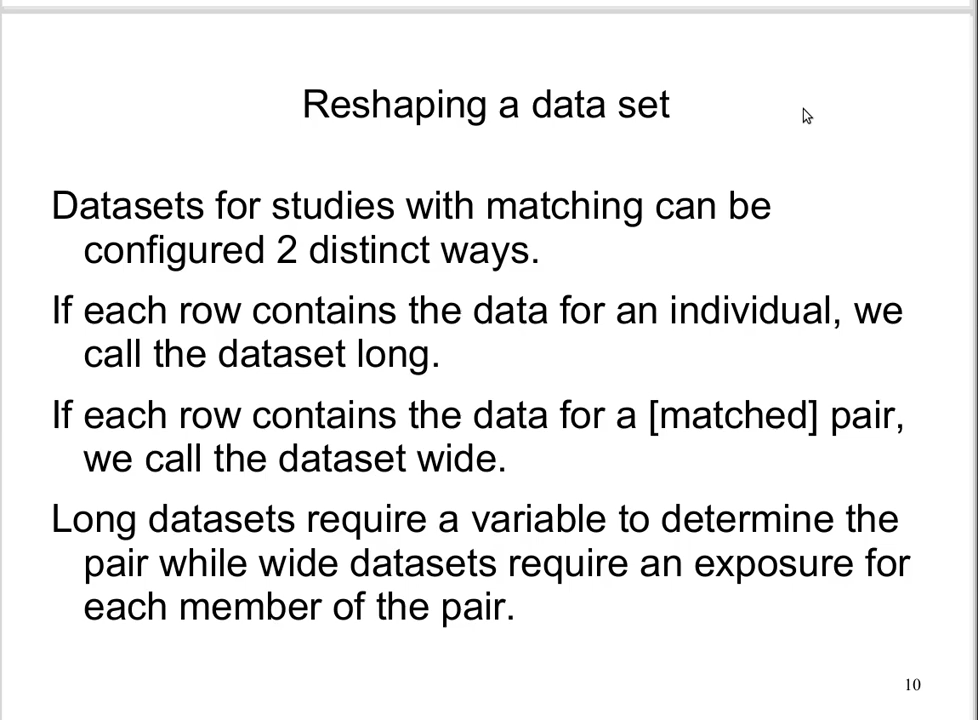 Reshaping a data set
Datasets for studies with matching can be
configured 2 distinct ways.
If each row contains the data for an individual, we
call the dataset long.
If each row contains the data for a [matched] pair,
we call the dataset wide.
Long datasets require a variable to determine the
pair while wide datasets require an exposure for
each member of the pair.
10